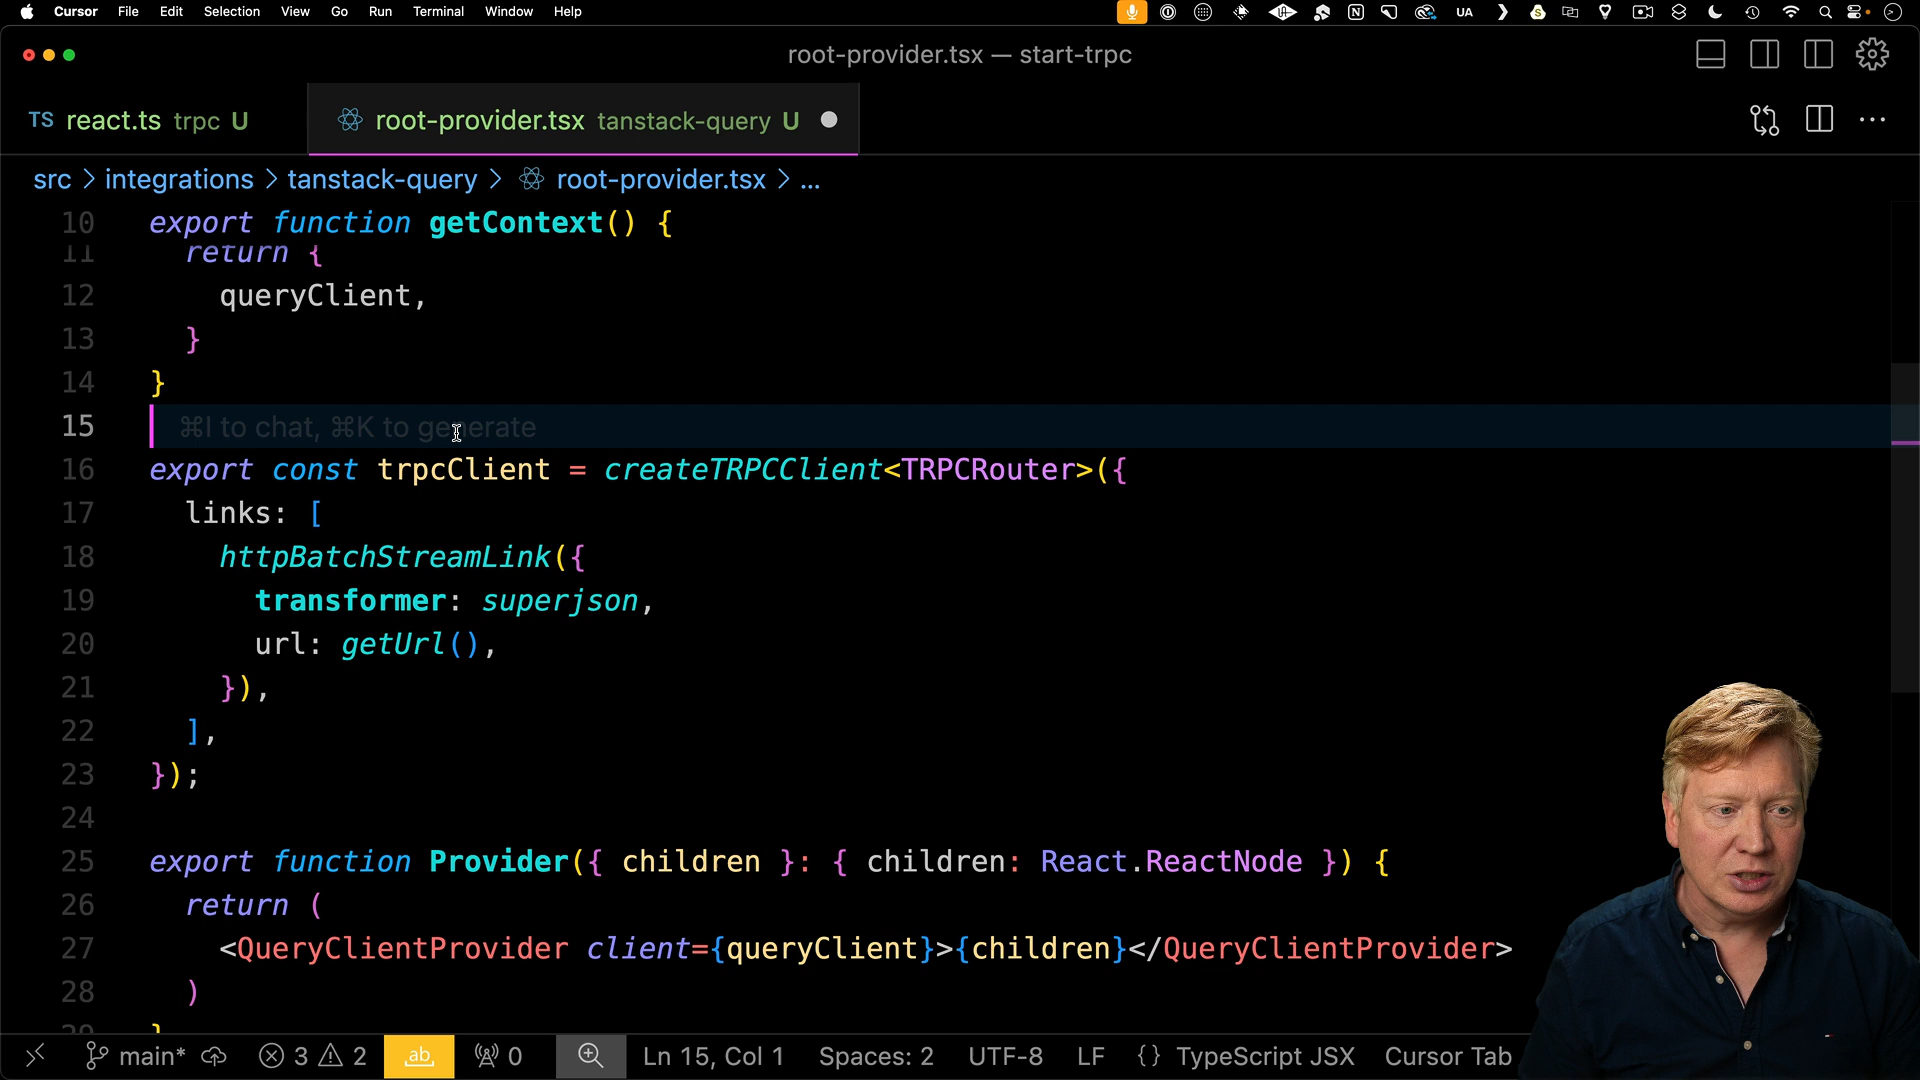 Cursor File Edit Selection View Go Run Terminal Window Help UA
root-provider.tsx — start-trpc
TS react.ts trpc U root-provider.tsx tanstack-query U
src > integrations > tanstack-query > root-provider.tsx > ...
10 export function getContext() {
11 return {
12 queryClient,
13 }
14 }
15 ⌘I to chat, ⌘K to generate
16 export const trpcClient = createTRPCClient<TRPCRouter>({
17 links: [
18 httpBatchStreamLink({
19 transformer: superjson,
20 url: getUrl(),
21 }),
22 ],
23 });
24
25 export function Provider({ children }: { children: React.ReactNode }) {
26 return (
27 <QueryClientProvider client={queryClient}>{children}</QueryClientProvider>
28 )
29 }
main* 3 2 ab 0 Ln 15, Col 1 Spaces: 2 UTF-8 LF {} TypeScript JSX Cursor Tab